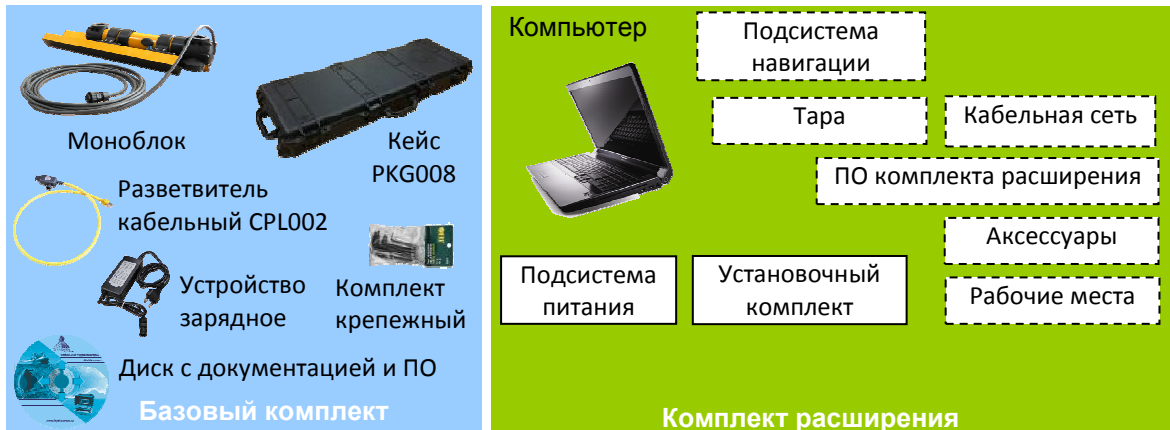 Моноблок
Кейс
PKG008
Разветвитель
кабельный CPL002
Устройство
зарядное
Комплект
крепежный
Диск с документацией и ПО
Базовый комплект
Компьютер
Подсистема
навигации
Тара
Кабельная сеть
ПО комплекта расширения
Аксессуары
Подсистема
питания
Установочный
комплект
Рабочие места
Комплект расширения